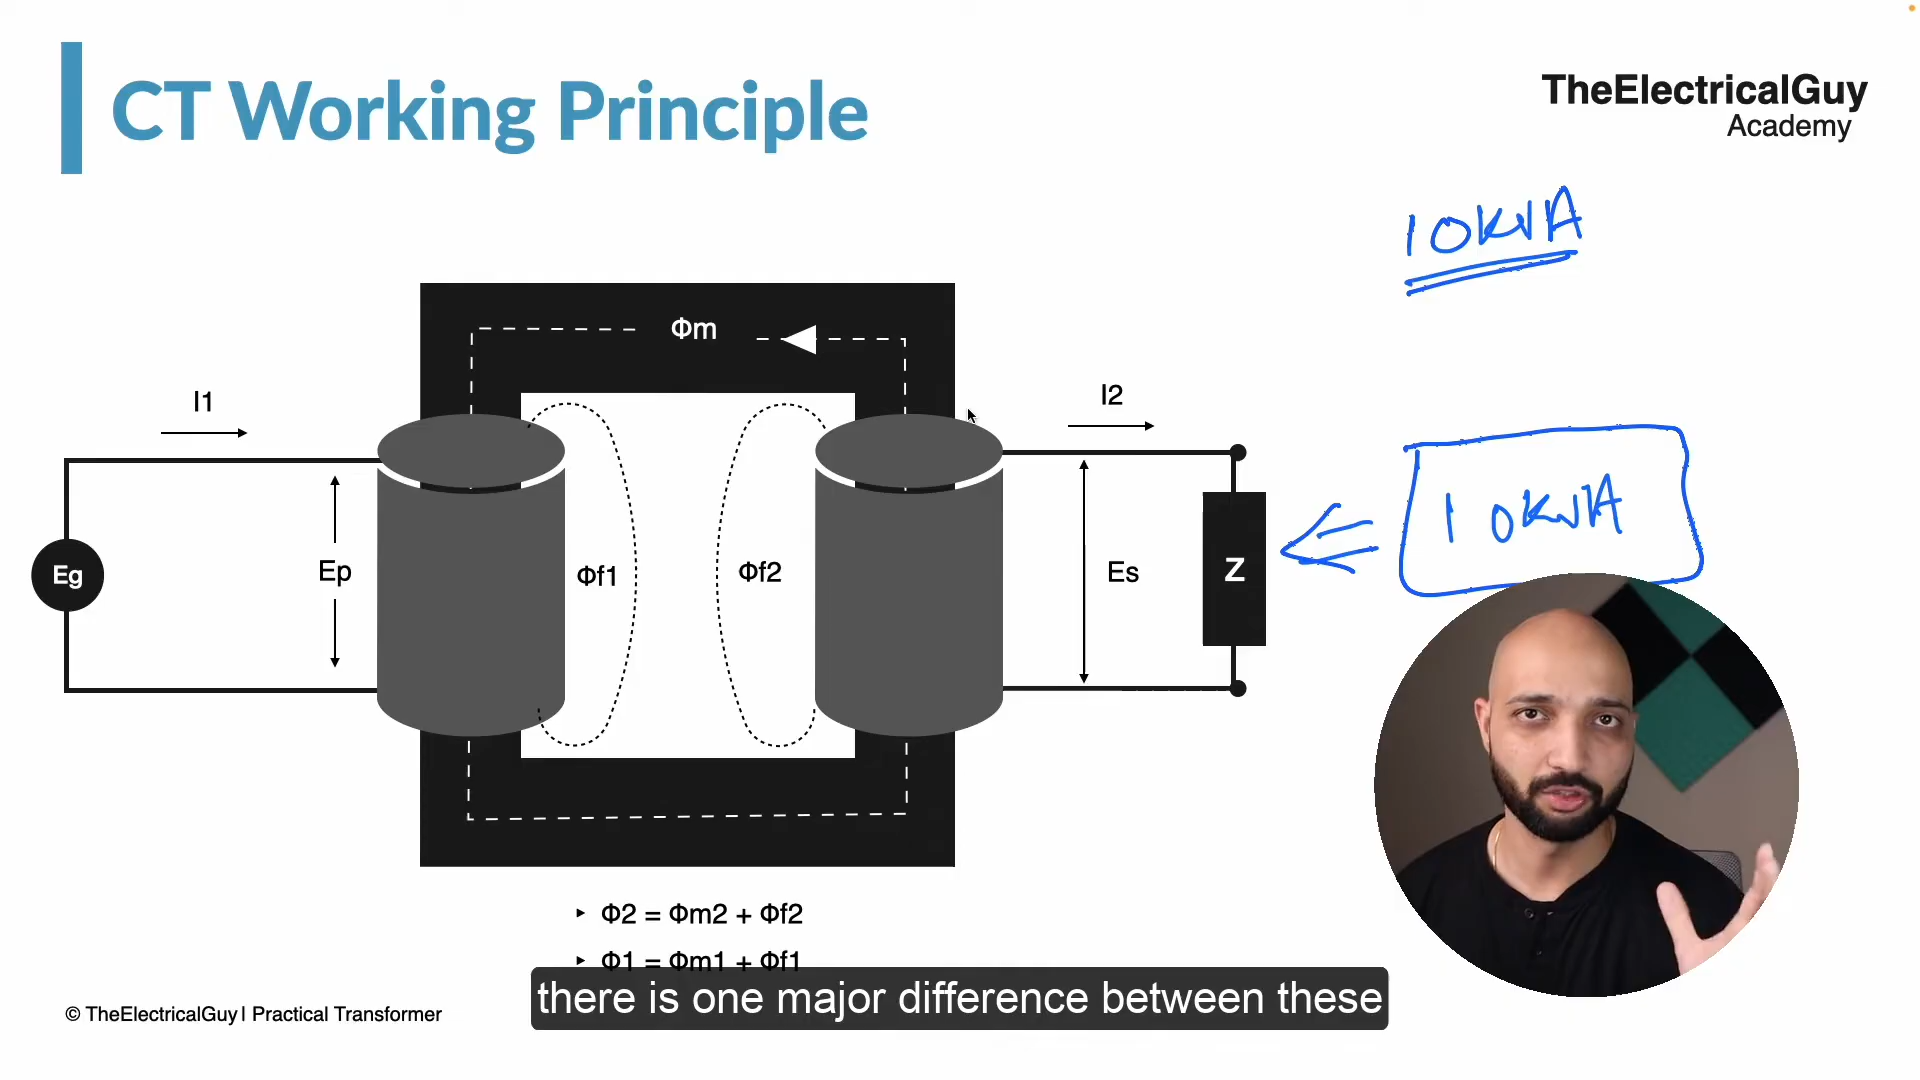 CT Working Principle
TheElectricalGuy
Academy
10KVA
Φm
I1
I2
10KVA
Eg
Ep
Φf1
Φf2
Es
Z
‣ Φ2 = Φm2 + Φf2
‣ Φ1 = Φm1 + Φf1
there is one major difference between these
© TheElectricalGuy | Practical Transformer